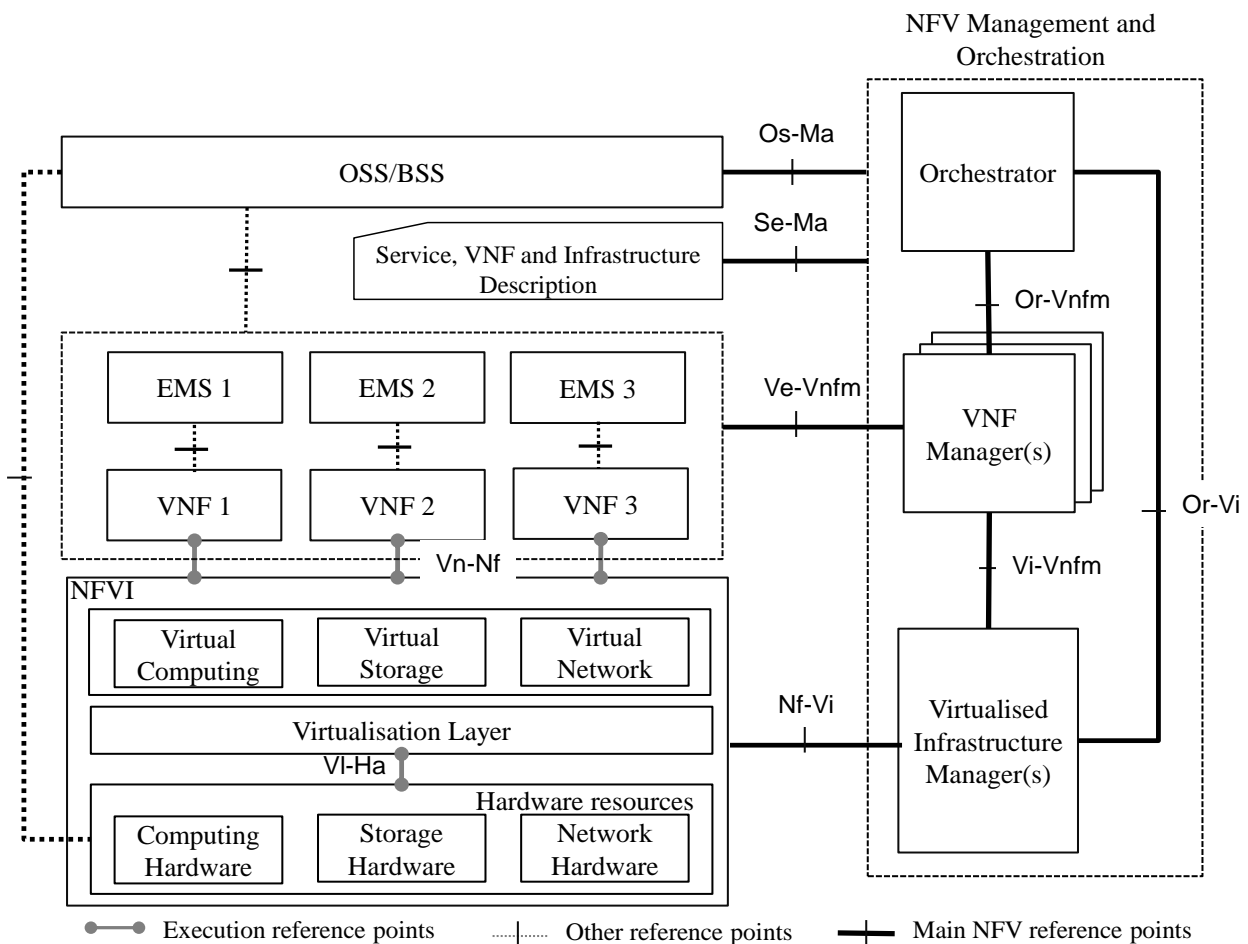 NFV Management and
Orchestration
Os-Ma
OSS/BSS
Orchestrator
Se-Ma
Service, VNF and Infrastructure
Description
Or-Vnfm
EMS 1
EMS 2
EMS 3
Ve-Vnfm
VNF
Manager(s)
VNF 1
VNF 2
VNF 3
Or-Vi
Vn-Nf
Vi-Vnfm
NFVI
Virtual
Computing
Virtual
Storage
Virtual
Network
Nf-Vi
Virtualised
Infrastructure
Manager(s)
Virtualisation Layer
Vl-Ha
Hardware resources
Computing
Hardware
Storage
Hardware
Network
Hardware
Execution reference points
Other reference points
Main NFV reference points